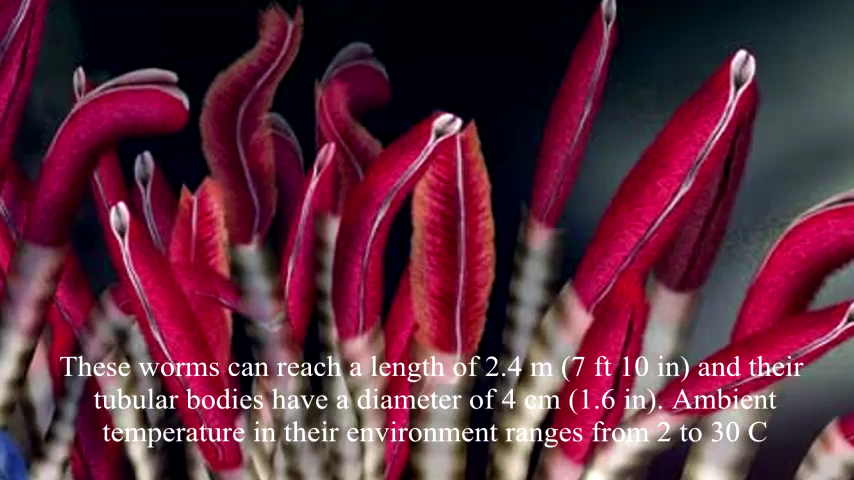 These worms can reach a length of 2.4 m (7 ft 10 in) and their
tubular bodies have a diameter of 4 cm (1.6 in). Ambient
temperature in their environment ranges from 2 to 30 C